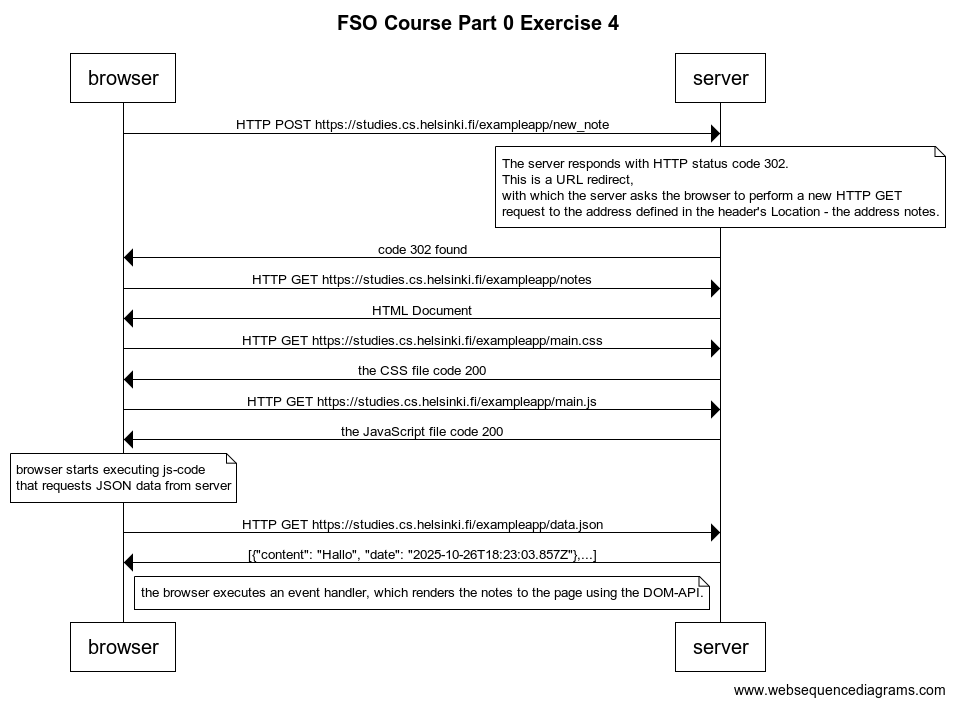 FSO Course Part 0 Exercise 4
browser server
HTTP POST https://studies.cs.helsinki.fi/exampleapp/new_note
The server responds with HTTP status code 302.
This is a URL redirect,
with which the server asks the browser to perform a new HTTP GET
request to the address defined in the header's Location - the address notes.
code 302 found
HTTP GET https://studies.cs.helsinki.fi/exampleapp/notes
HTML Document
HTTP GET https://studies.cs.helsinki.fi/exampleapp/main.css
the CSS file code 200
HTTP GET https://studies.cs.helsinki.fi/exampleapp/main.js
the JavaScript file code 200
browser starts executing js-code
that requests JSON data from server
HTTP GET https://studies.cs.helsinki.fi/exampleapp/data.json
[{"content": "Hallo", "date": "2025-10-26T18:23:03.857Z"},...]
the browser executes an event handler, which renders the notes to the page using the DOM-API.
browser server
www.websequencediagrams.com